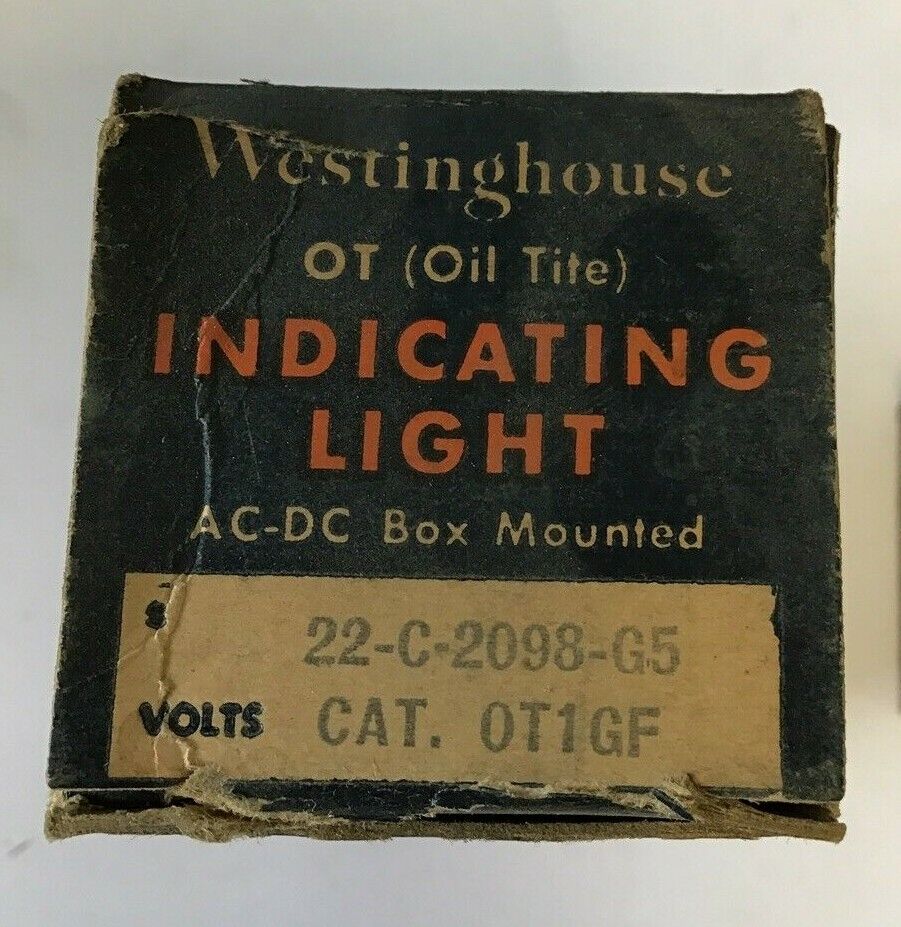 Westinghouse
OT (Oil Tite)
INDICATING
LIGHT
AC-DC Box Mounted
22-C-2098-G5
VOLTS CAT. OT1GF